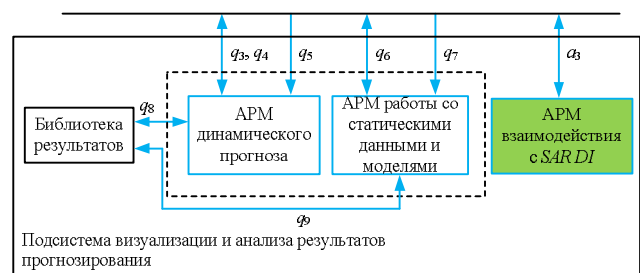 q3, q4
q5
q6
q7
a3
q8
Библиотека
результатов
АРМ
динамического
прогноза
АРМ работы со
статическими
данными и
моделями
АРМ
взаимодействия
с SAR DI
q9
Подсистема визуализации и анализа результатов
прогнозирования